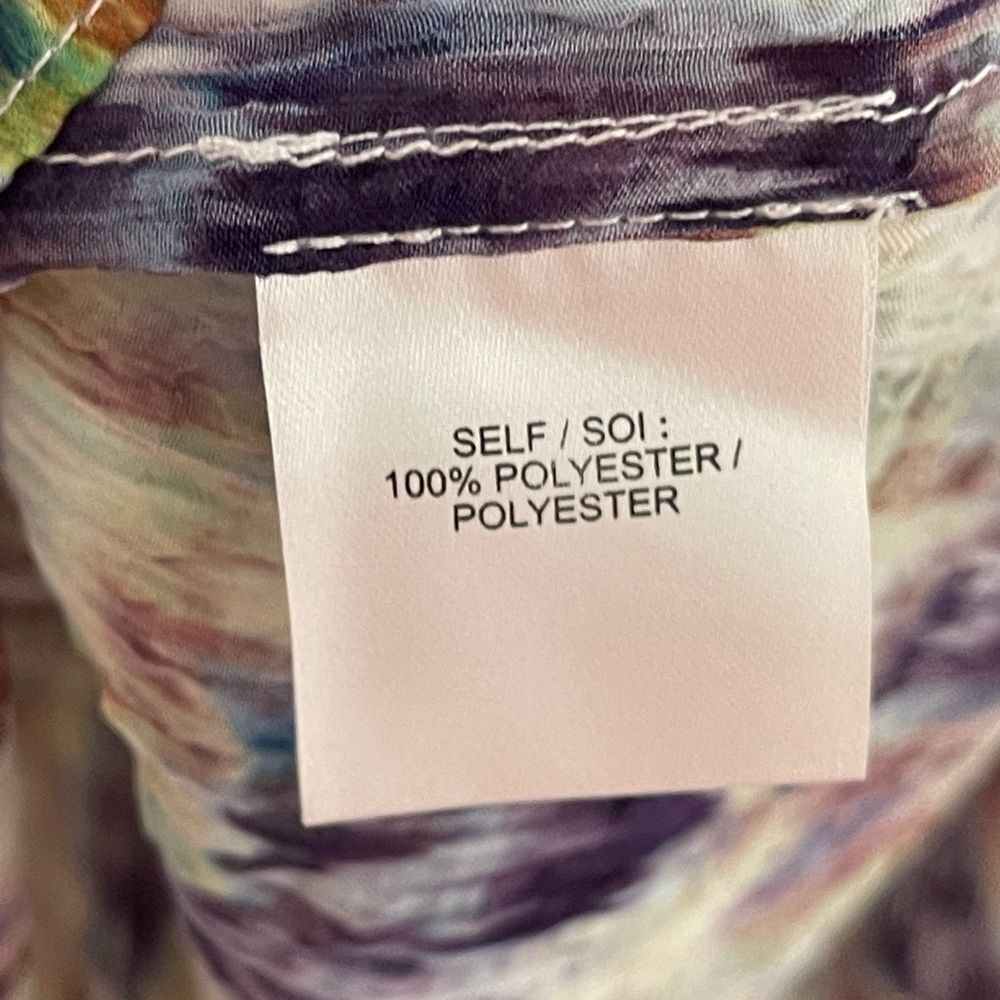 SELF / SOI :
100% POLYESTER /
POLYESTER